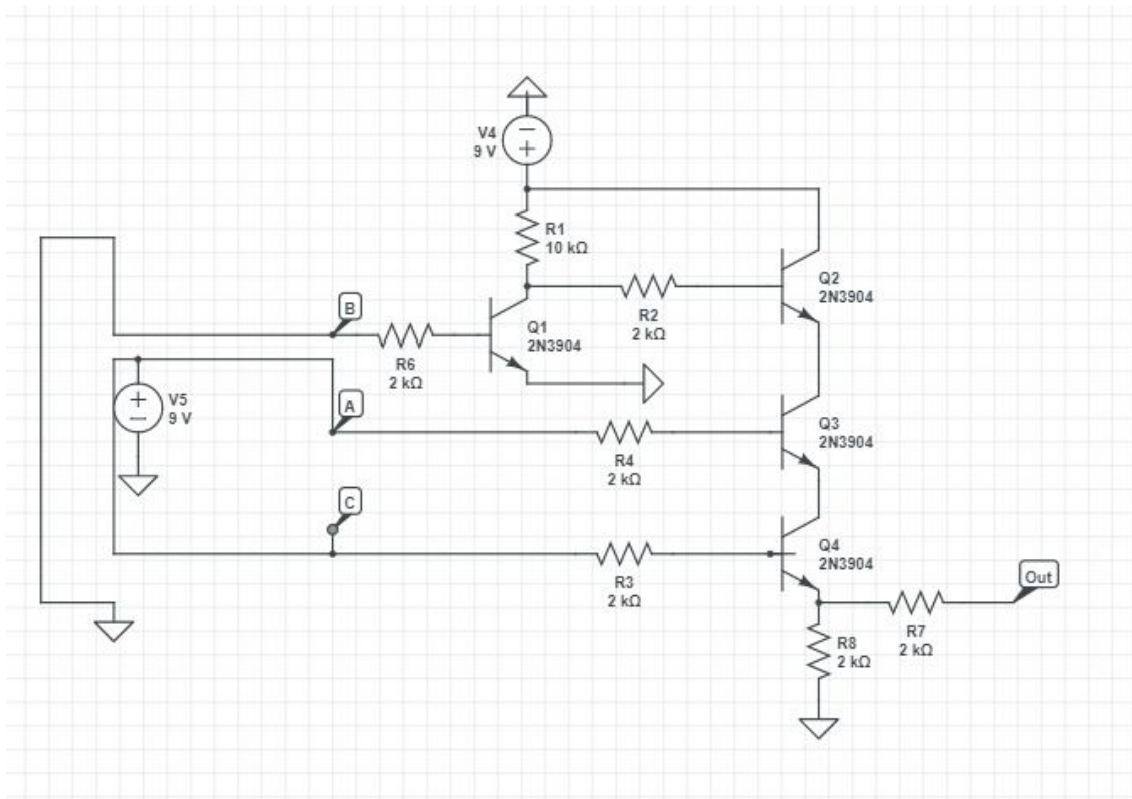 V4
9 V
R1
10 kΩ
Q2
2N3904
R2
2 kΩ
B
Q1
2N3904
R6
2 kΩ
V5
9 V
A
Q3
2N3904
R4
2 kΩ
C
Q4
2N3904
R3
2 kΩ
Out
R7
2 kΩ
R8
2 kΩ